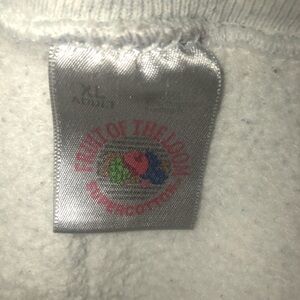 XL
ADULT
FRUIT OF THE LOOM
SUPERCOTTON